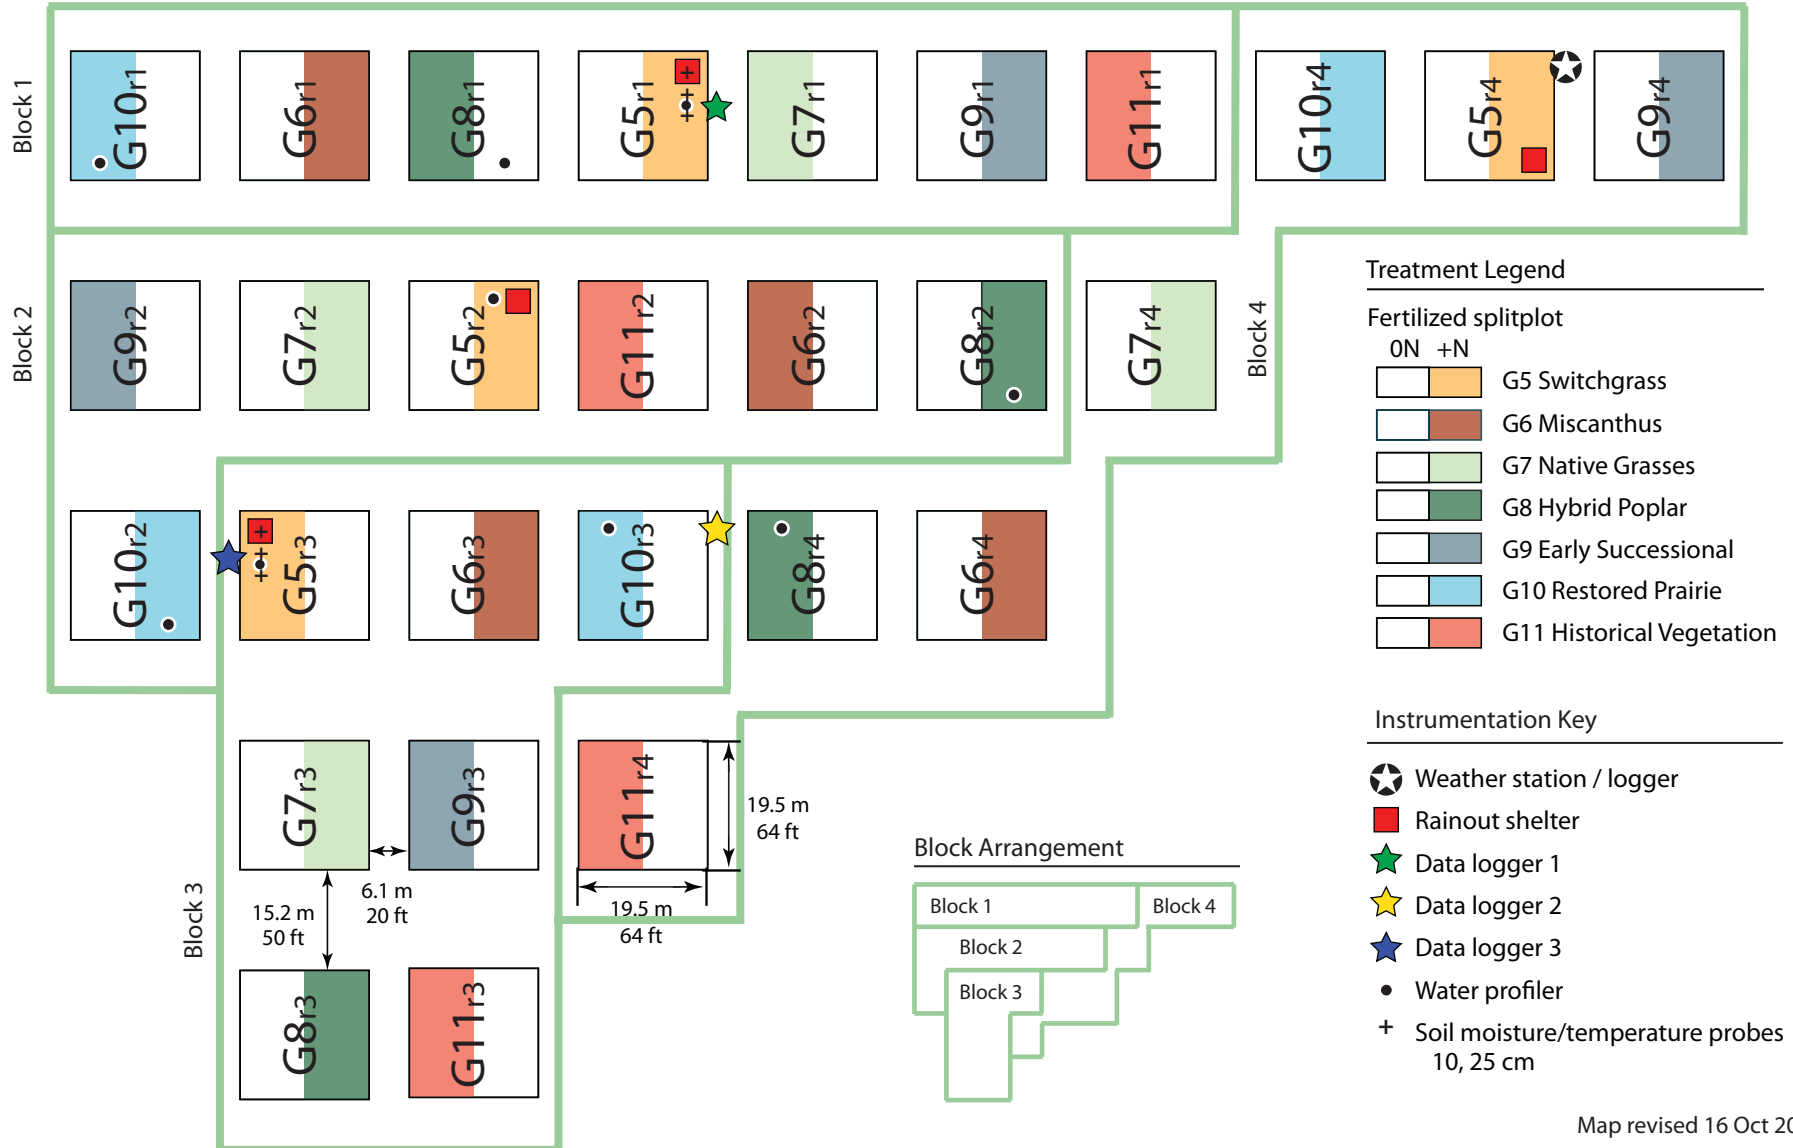 Block 1
G10r1
G6r1
G8r1
G5r1
G7r1
G9r1
G11r1
G10r4
G5r4
G9r4
Block 2
G9r2
G7r2
G5r2
G11r2
G6r2
G8r2
G7r4
Block 4
G10r2
G5r3
G6r3
G10r3
G8r4
G6r4
Block 3
G7r3
G9r3
G11r4
19.5 m
64 ft
6.1 m
20 ft
15.2 m
50 ft
19.5 m
64 ft
G8r3
G11r3
Treatment Legend
Fertilized splitplot
0N +N
G5 Switchgrass
G6 Miscanthus
G7 Native Grasses
G8 Hybrid Poplar
G9 Early Successional
G10 Restored Prairie
G11 Historical Vegetation
Instrumentation Key
Weather station / logger
Rainout shelter
Data logger 1
Data logger 2
Data logger 3
Water profiler
+ Soil moisture/temperature probes
10, 25 cm
Block Arrangement
Block 1
Block 4
Block 2
Block 3
Map revised 16 Oct 20